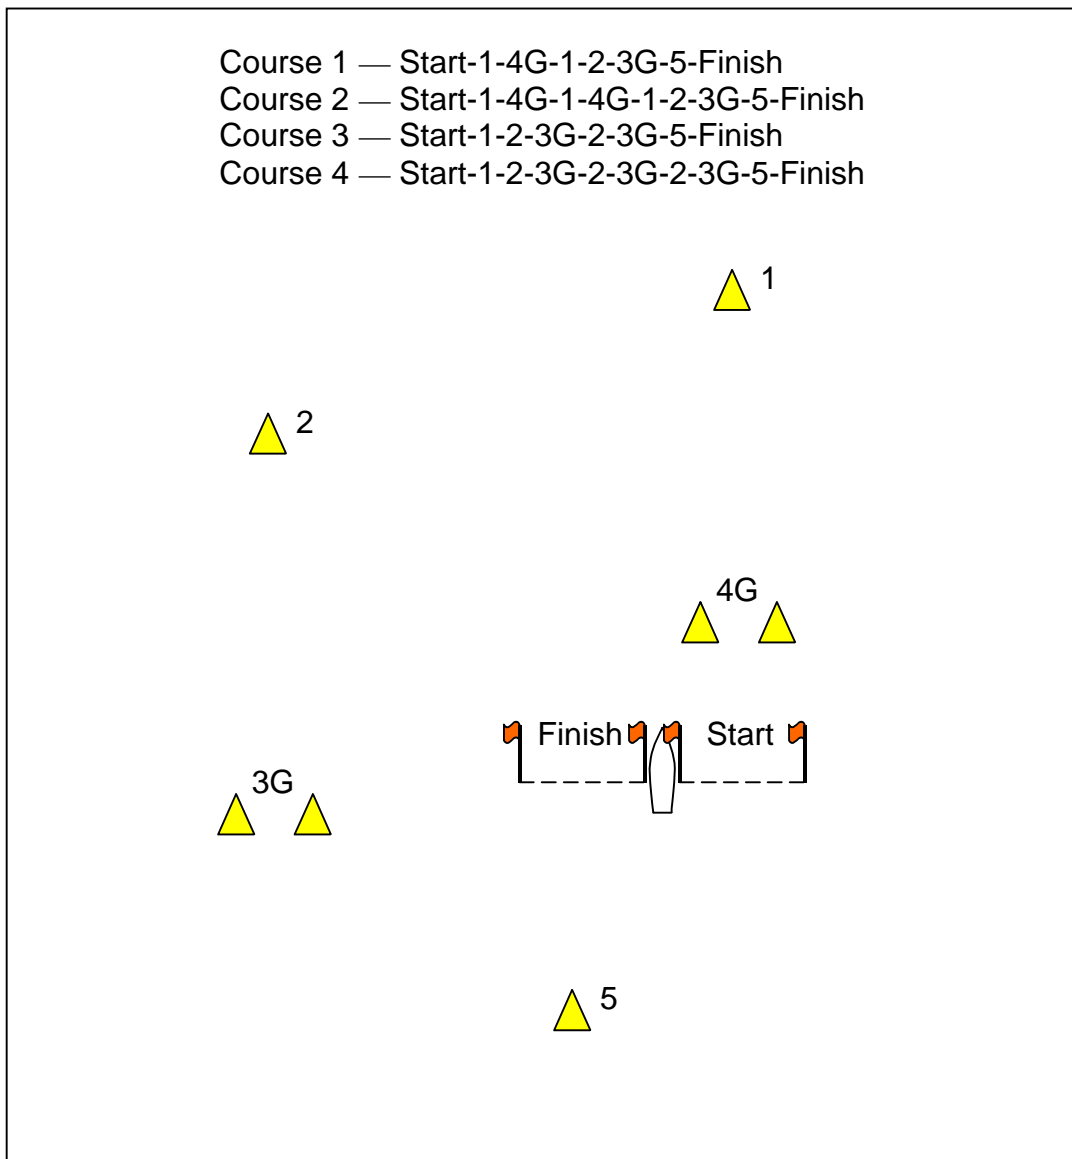 Course 1 — Start-1-4G-1-2-3G-5-Finish
Course 2 — Start-1-4G-1-4G-1-2-3G-5-Finish
Course 3 — Start-1-2-3G-2-3G-5-Finish
Course 4 — Start-1-2-3G-2-3G-2-3G-5-Finish
1
2
4G
Finish
Start
3G
5